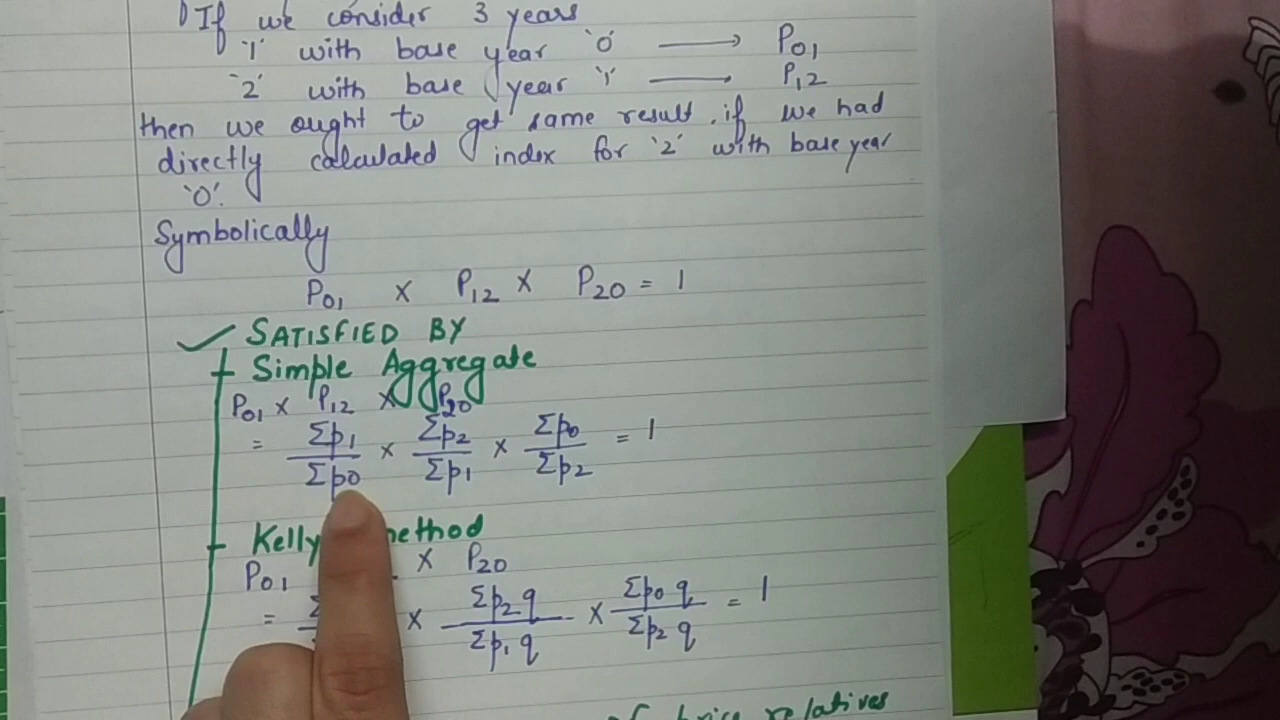 If we consider 3 years
'1' with base year '0' → P01
'2' with base year '1' → P12
then we ought to get same result, if we had
directly calculated index for '2' with base year
'0'.
Symbolically
P01 × P12 × P20 = 1
✓ SATISFIED BY
Simple Aggregate
P01 × P12 × P20
= Σp1/Σp0 × Σp2/Σp1 × Σp0/Σp2 = 1
Kelly method
P01 × P20
= × Σp2q/Σp1q × Σp0q/Σp2q = 1
of price relatives